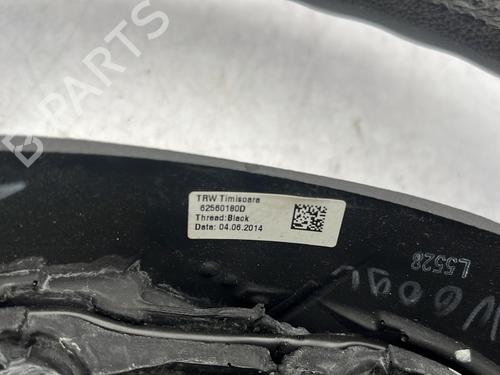 B-PARTS
TRW Timisoara
62560180D
Thread: Black
Date: 04.06.2014
L5528